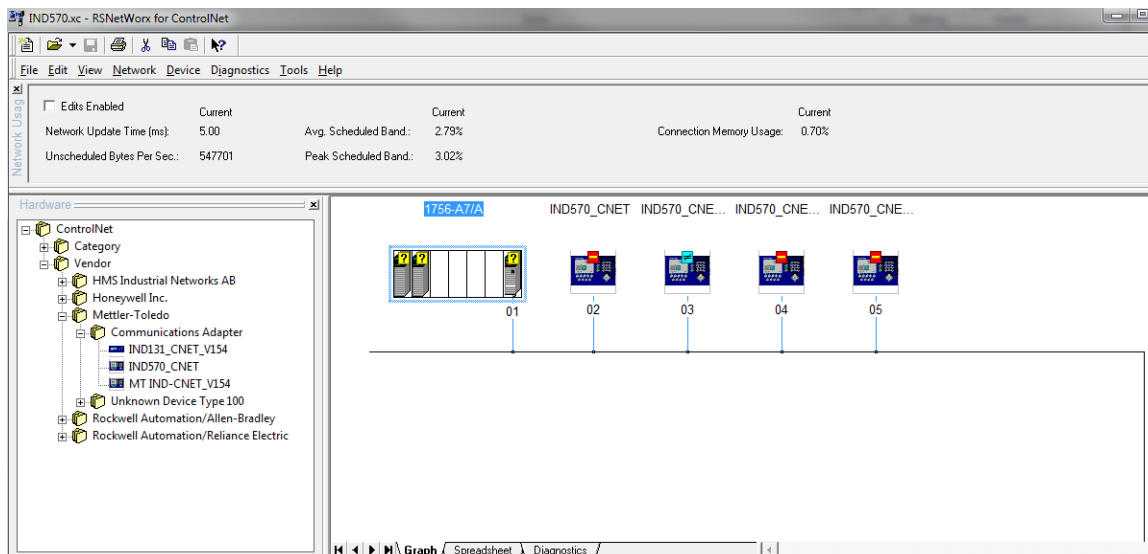 IND570.xc - RSNetWorx for ControlNet
File Edit View Network Device Diagnostics Tools Help
Network Usag
Edits Enabled
Current Current Current
Network Update Time (ms): 5.00 Avg. Scheduled Band.: 2.79% Connection Memory Usage: 0.70%
Unscheduled Bytes Per Sec.: 547701 Peak Scheduled Band.: 3.02%
Hardware
ControlNet
Category
Vendor
HMS Industrial Networks AB
Honeywell Inc.
Mettler-Toledo
Communications Adapter
IND131_CNET_V154
IND570_CNET
MT IND-CNET_V154
Unknown Device Type 100
Rockwell Automation/Allen-Bradley
Rockwell Automation/Reliance Electric
1756-A7/A IND570_CNET IND570_CNE... IND570_CNE... IND570_CNE...
? ? ?
01 02 03 04 05
Graph Spreadsheet Diagnostics